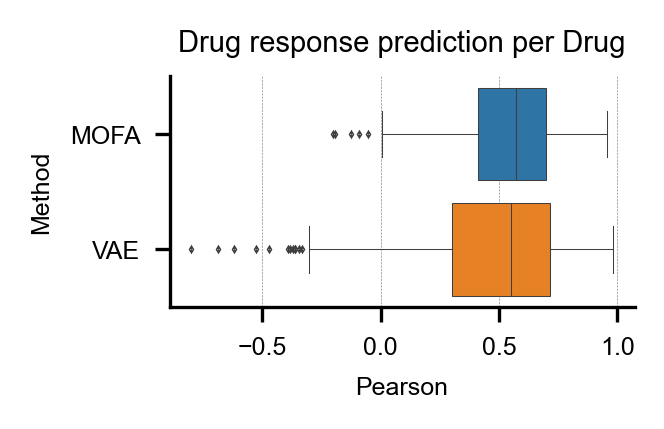 Drug response prediction per Drug
Method
MOFA
VAE
−0.5 0.0 0.5 1.0
Pearson